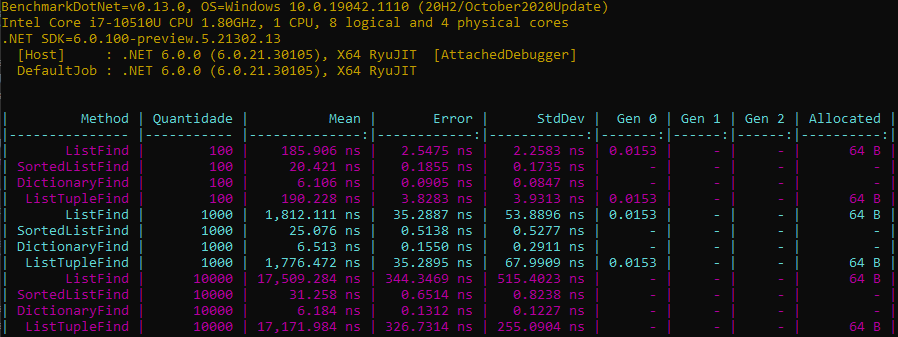 BenchmarkDotNet=v0.13.0, OS=Windows 10.0.19042.1110 (20H2/October2020Update)
Intel Core i7-10510U CPU 1.80GHz, 1 CPU, 8 logical and 4 physical cores
.NET SDK=6.0.100-preview.5.21302.13
  [Host]     : .NET 6.0.0 (6.0.21.30105), X64 RyuJIT  [AttachedDebugger]
  DefaultJob : .NET 6.0.0 (6.0.21.30105), X64 RyuJIT
|         Method | Quantidade |          Mean |       Error |      StdDev |  Gen 0 | Gen 1 | Gen 2 | Allocated |
|--------------- |----------- |--------------:|------------:|------------:|-------:|------:|------:|----------:|
|       ListFind |        100 |    185.906 ns |   2.5475 ns |   2.2583 ns | 0.0153 |     - |     - |      64 B |
| SortedListFind |        100 |     20.421 ns |   0.1855 ns |   0.1735 ns |      - |     - |     - |         - |
| DictionaryFind |        100 |      6.106 ns |   0.0905 ns |   0.0847 ns |      - |     - |     - |         - |
|  ListTupleFind |        100 |    190.228 ns |   3.8283 ns |   3.9313 ns | 0.0153 |     - |     - |      64 B |
|       ListFind |       1000 |  1,812.111 ns |  35.2887 ns |  53.8896 ns | 0.0153 |     - |     - |      64 B |
| SortedListFind |       1000 |     25.076 ns |   0.5138 ns |   0.5277 ns |      - |     - |     - |         - |
| DictionaryFind |       1000 |      6.513 ns |   0.1550 ns |   0.2911 ns |      - |     - |     - |         - |
|  ListTupleFind |       1000 |  1,776.472 ns |  35.2895 ns |  67.9909 ns | 0.0153 |     - |     - |      64 B |
|       ListFind |      10000 | 17,509.284 ns | 344.3469 ns | 515.4023 ns |      - |     - |     - |      64 B |
| SortedListFind |      10000 |     31.258 ns |   0.6514 ns |   0.8238 ns |      - |     - |     - |         - |
| DictionaryFind |      10000 |      6.184 ns |   0.1312 ns |   0.1227 ns |      - |     - |     - |         - |
|  ListTupleFind |      10000 | 17,171.984 ns | 326.7314 ns | 255.0904 ns |      - |     - |     - |      64 B |